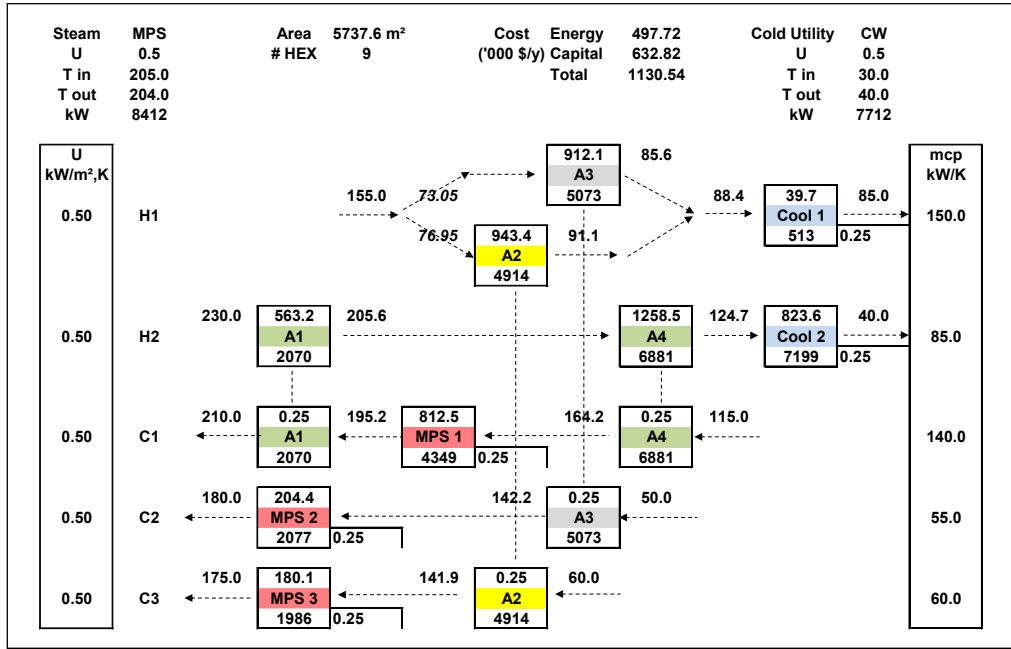 Steam MPS Area 5737.6 m² Cost Energy 497.72 Cold Utility CW
U 0.5 # HEX 9 ('000 $/y) Capital 632.82 U 0.5
T in 205.0 Total 1130.54 T in 30.0
T out 204.0 T out 40.0
kW 8412 kW 7712
U 912.1 85.6 mcp
kW/m²,K A3 kW/K
155.0 73.05 5073 88.4 39.7 85.0
0.50 H1 Cool 1 150.0
76.95 943.4 91.1 513 0.25
A2
4914
230.0 563.2 205.6 1258.5 124.7 823.6 40.0
0.50 H2 A1 A4 Cool 2 85.0
2070 6881 7199 0.25
210.0 0.25 195.2 812.5 164.2 0.25 115.0
0.50 C1 A1 MPS 1 A4 140.0
2070 4349 0.25 6881
180.0 204.4 142.2 0.25 50.0
0.50 C2 MPS 2 A3 55.0
2077 0.25 5073
175.0 180.1 141.9 0.25 60.0
0.50 C3 MPS 3 A2 60.0
1986 0.25 4914